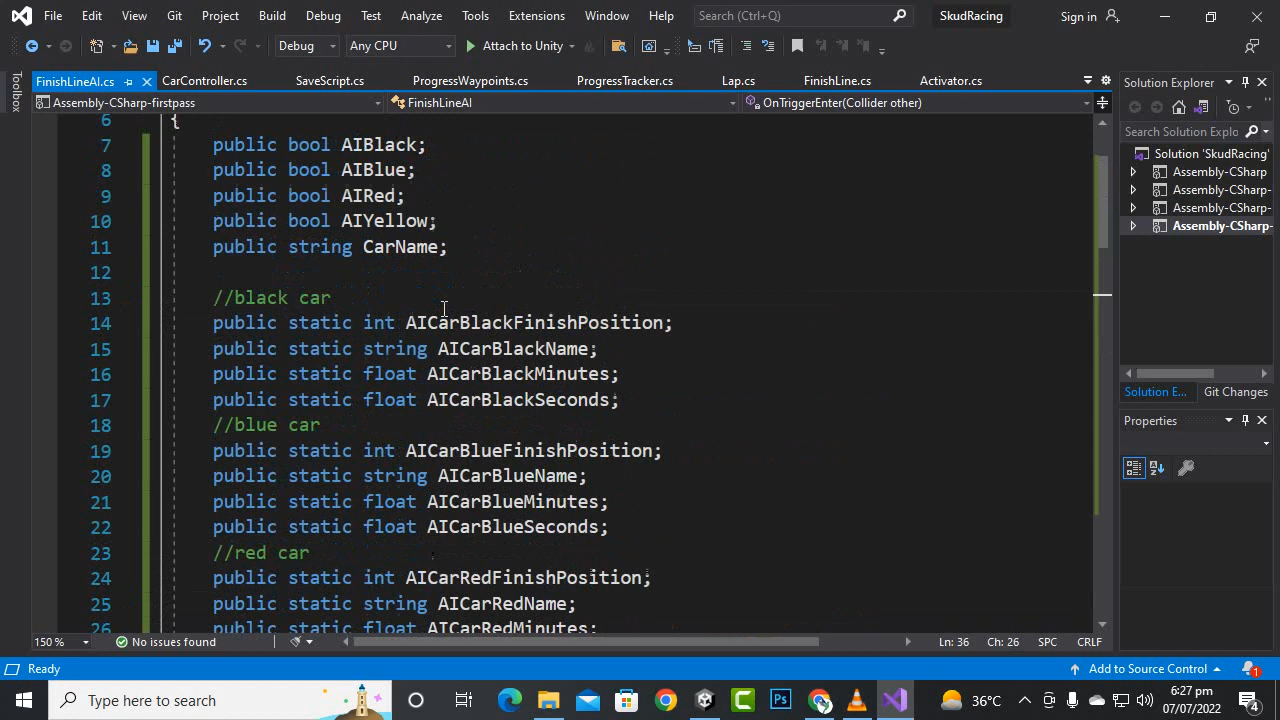 File Edit View Git Project Build Debug Test Analyze Tools Extensions Window Help Search (Ctrl+Q) SkudRacing Sign in
Debug Any CPU Attach to Unity
FinishLineAI.cs CarController.cs SaveScript.cs ProgressWaypoints.cs ProgressTracker.cs Lap.cs FinishLine.cs Activator.cs
Toolbox
Assembly-CSharp-firstpass FinishLineAI OnTriggerEnter(Collider other)
6 {
7 public bool AIBlack;
8 public bool AIBlue;
9 public bool AIRed;
10 public bool AIYellow;
11 public string CarName;
12
13 //black car
14 public static int AICarBlackFinishPosition;
15 public static string AICarBlackName;
16 public static float AICarBlackMinutes;
17 public static float AICarBlackSeconds;
18 //blue car
19 public static int AICarBlueFinishPosition;
20 public static string AICarBlueName;
21 public static float AICarBlueMinutes;
22 public static float AICarBlueSeconds;
23 //red car
24 public static int AICarRedFinishPosition;
25 public static string AICarRedName;
26 public static float AICarRedMinutes;
150 % No issues found Ln: 36 Ch: 26 SPC CRLF
Solution Explorer
Search Solution Explo
Solution 'SkudRacing'
Assembly-CSharp
Assembly-CSharp-
Assembly-CSharp-
Assembly-CSharp-
Solution E... Git Changes
Properties
Ready Add to Source Control 1
Type here to search 36°C 6:27 pm
07/07/2022